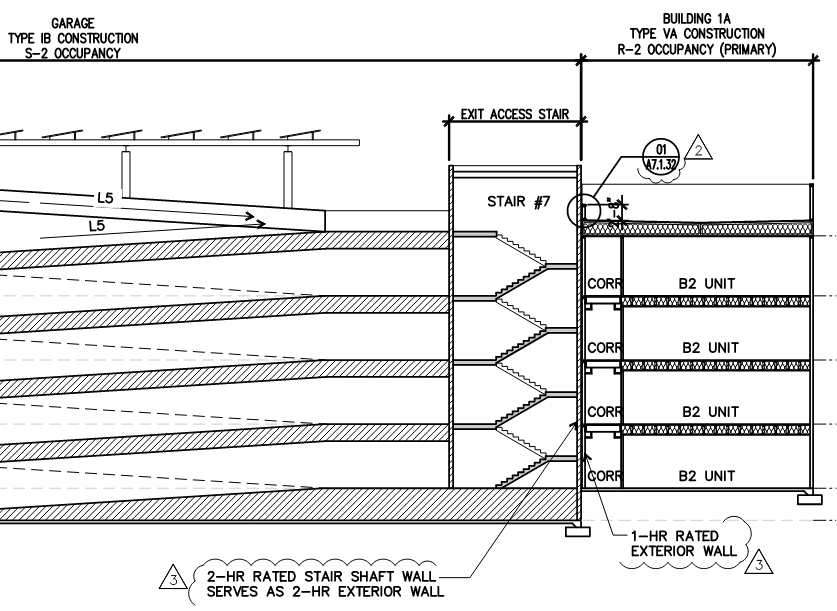 GARAGE
TYPE IB CONSTRUCTION
S-2 OCCUPANCY
BUILDING 1A
TYPE VA CONSTRUCTION
R-2 OCCUPANCY (PRIMARY)
EXIT ACCESS STAIR
01
A7.1.32
2
L5
L5
STAIR #7
2'-8"
CORR
B2 UNIT
CORR
B2 UNIT
CORR
B2 UNIT
CORR
B2 UNIT
1-HR RATED
EXTERIOR WALL
3
3
2-HR RATED STAIR SHAFT WALL
SERVES AS 2-HR EXTERIOR WALL